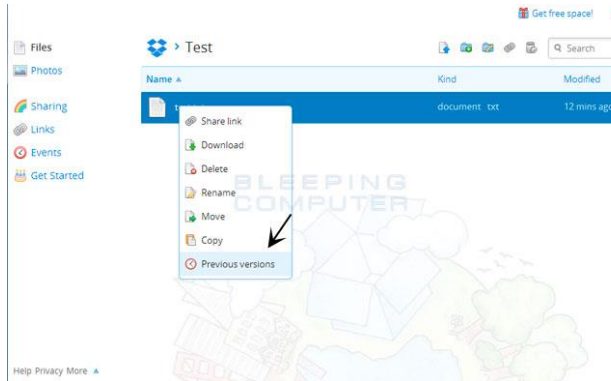 Get free space!
Files
Photos
Sharing
Links
Events
Get Started
Test
Search
Name
Kind
Modified
document txt
12 mins ago
Share link
Download
Delete
Rename
Move
Copy
Previous versions
BLEEPING
COMPUTER
Help Privacy More